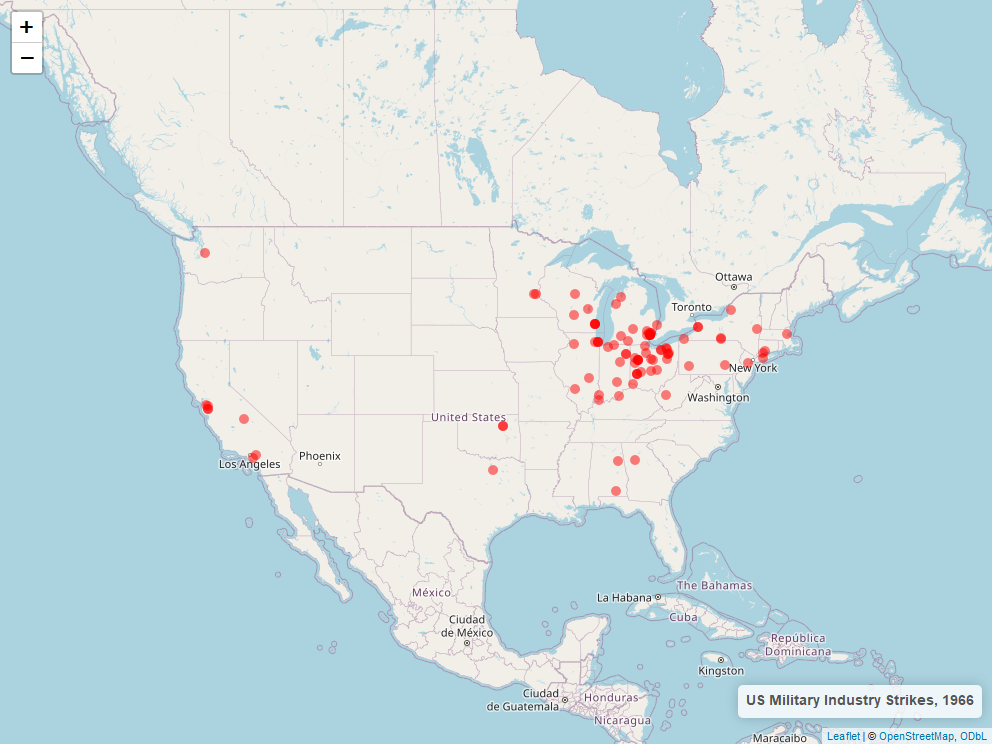 +
−
Ottawa
Toronto
New York
Washington
United States
Los Angeles
Phoenix
México
Ciudad
de México
La Habana
The Bahamas
Cuba
República
Dominicana
Kingston
Ciudad
de Guatemala
Honduras
Nicaragua
Maracaibo
US Military Industry Strikes, 1966
Leaflet | © OpenStreetMap, ODbL